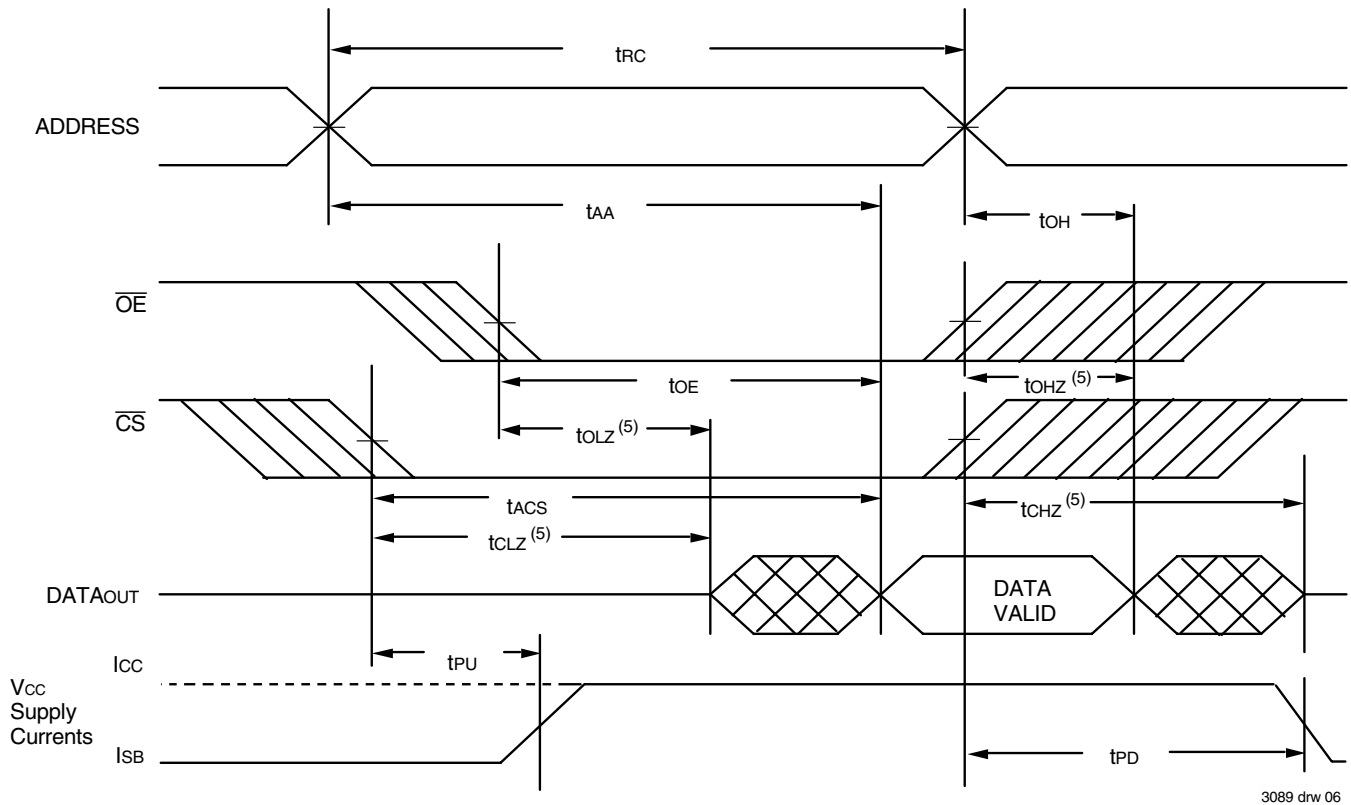 tRC
ADDRESS
tAA
tOH
OE
tOE
tOHZ (5)
CS
tOLZ (5)
tACS
tCHZ (5)
tCLZ (5)
DATAOUT
DATA
VALID
ICC
tPU
VCC
Supply
Currents
ISB
tPD
3089 drw 06